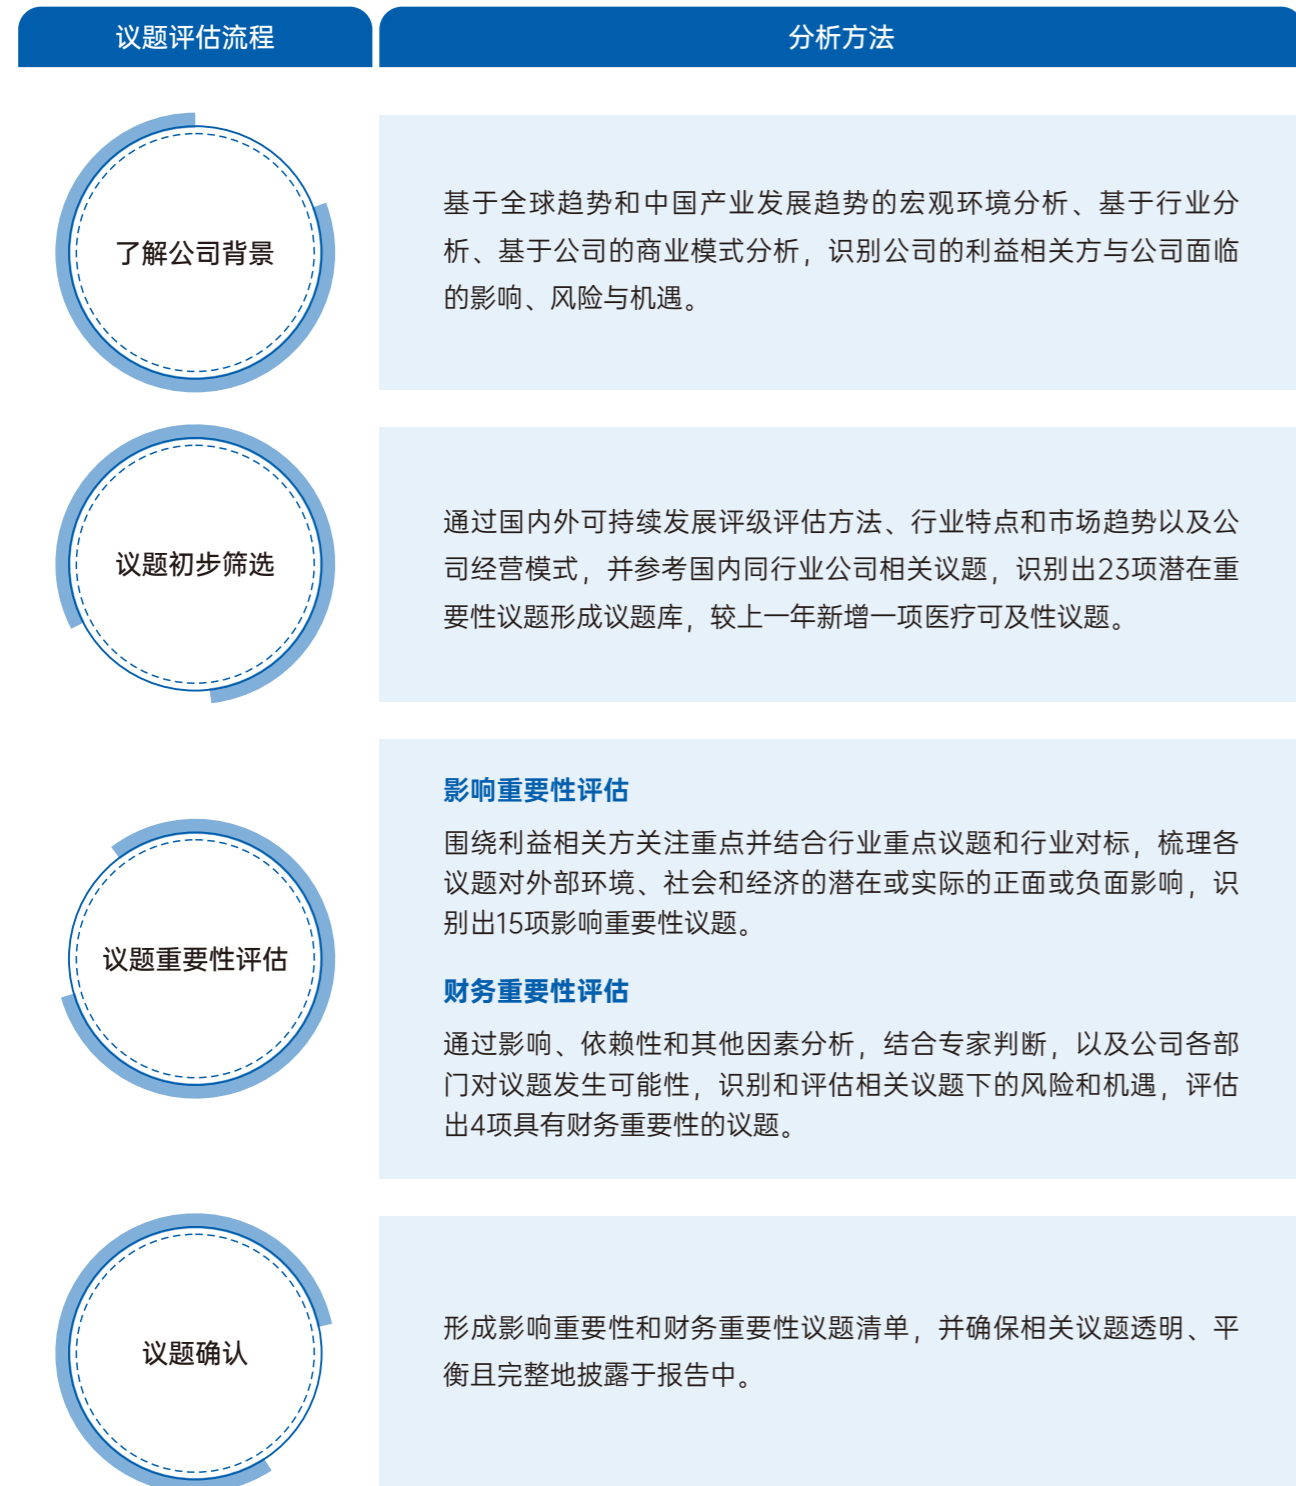 议题评估流程
分析方法
了解公司背景
基于全球趋势和中国产业发展趋势的宏观环境分析、基于行业分
析、基于公司的商业模式分析，识别公司的利益相关方与公司面临
的影响、风险与机遇。
议题初步筛选
通过国内外可持续发展评级评估方法、行业特点和市场趋势以及公
司经营模式，并参考国内同行业公司相关议题，识别出23项潜在重
要性议题形成议题库，较上一年新增一项医疗可及性议题。
议题重要性评估
影响重要性评估
围绕利益相关方关注重点并结合行业重点议题和行业对标，梳理各
议题对外部环境、社会和经济的潜在或实际的正面或负面影响，识
别出15项影响重要性议题。
财务重要性评估
通过影响、依赖性和其他因素分析，结合专家判断，以及公司各部
门对议题发生可能性，识别和评估相关议题下的风险和机遇，评估
出4项具有财务重要性的议题。
议题确认
形成影响重要性和财务重要性议题清单，并确保相关议题透明、平
衡且完整地披露于报告中。